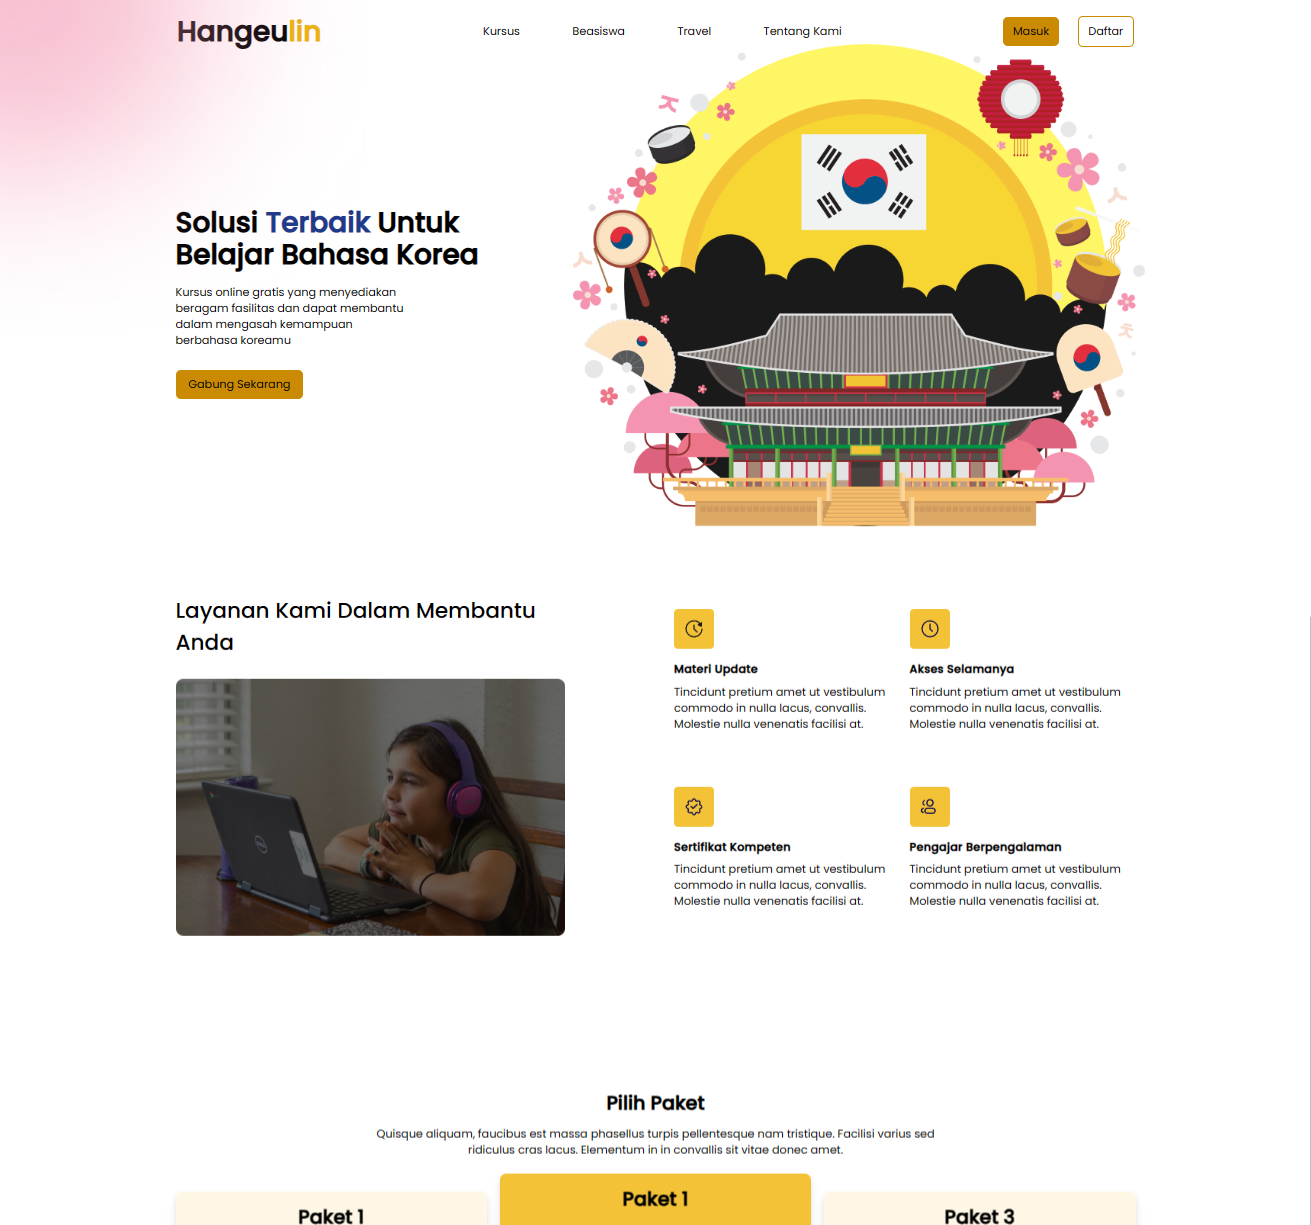 Hangeulin
Kursus
Beasiswa
Travel
Tentang Kami
Masuk
Daftar
Solusi Terbaik Untuk
Belajar Bahasa Korea
Kursus online gratis yang menyediakan
beragam fasilitas dan dapat membantu
dalam mengasah kemampuan
berbahasa koreamu
Gabung Sekarang
ㅈ
ㅅ
ㅅ
ㅊ
Layanan Kami Dalam Membantu
Anda
DELL
Materi Update
Tincidunt pretium amet ut vestibulum
commodo in nulla lacus, convallis.
Molestie nulla venenatis facilisi at.
Akses Selamanya
Tincidunt pretium amet ut vestibulum
commodo in nulla lacus, convallis.
Molestie nulla venenatis facilisi at.
Sertifikat Kompeten
Tincidunt pretium amet ut vestibulum
commodo in nulla lacus, convallis.
Molestie nulla venenatis facilisi at.
Pengajar Berpengalaman
Tincidunt pretium amet ut vestibulum
commodo in nulla lacus, convallis.
Molestie nulla venenatis facilisi at.
Pilih Paket
Quisque aliquam, faucibus est massa phasellus turpis pellentesque nam tristique. Facilisi varius sed
ridiculus cras lacus. Elementum in in convallis sit vitae donec amet.
Paket 1
Paket 1
Paket 3